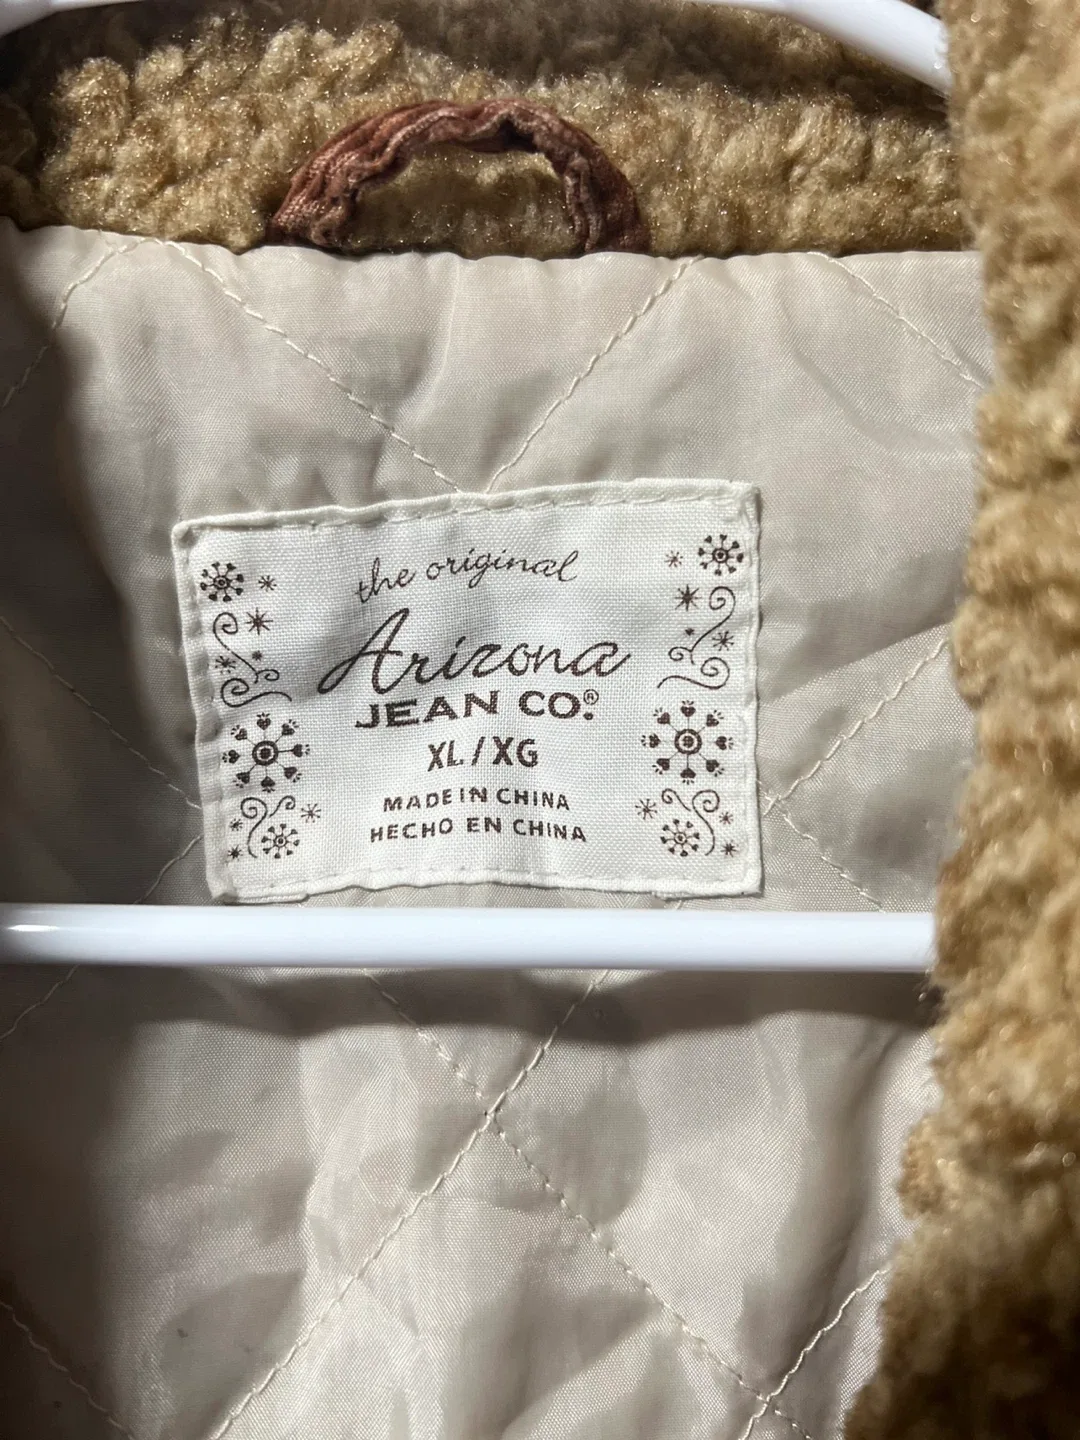 the original
Arizona
JEAN CO.®
XL/XG
MADE IN CHINA
HECHO EN CHINA